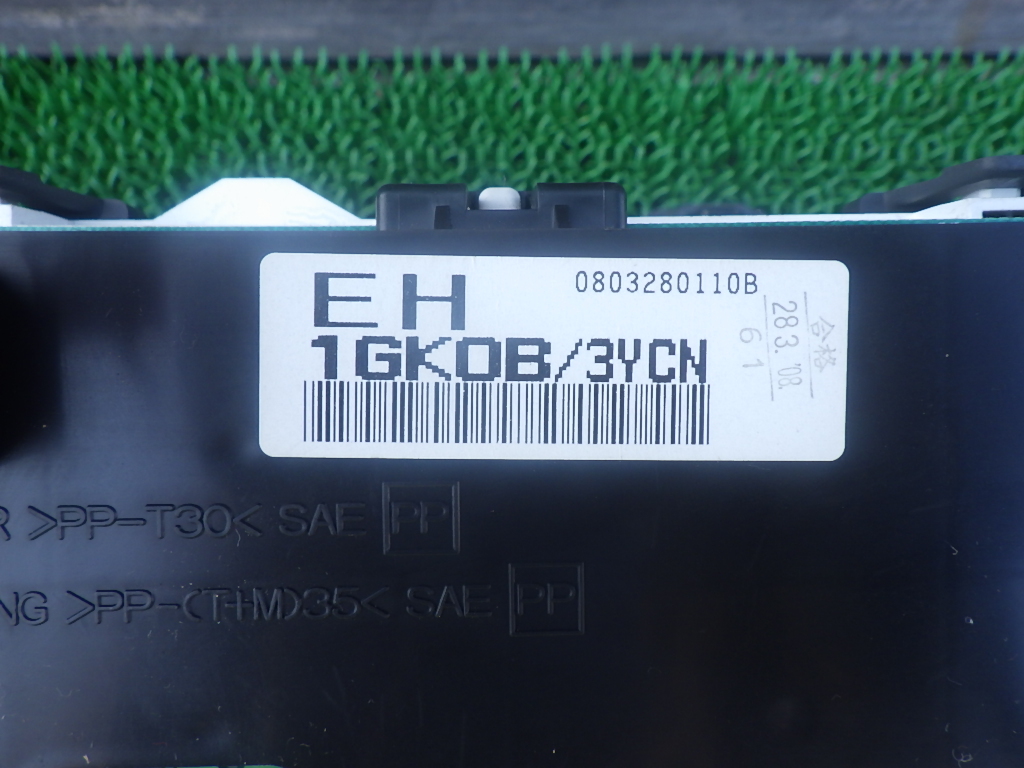 EH
0803280110B
1GK0B/3YCN
合格
28 3. '08.
61
R >PP-T30< SAE PP
NG >PP-(T+M)35< SAE PP